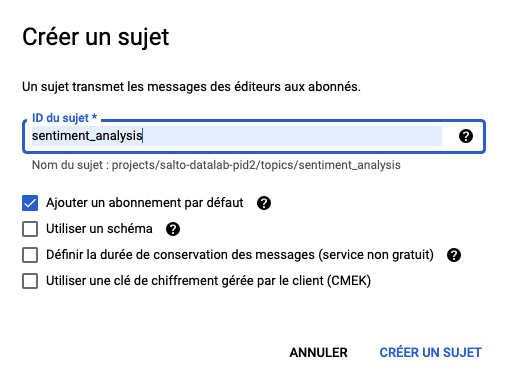 Créer un sujet
Un sujet transmet les messages des éditeurs aux abonnés.
ID du sujet *
sentiment_analysis
Nom du sujet : projects/salto-datalab-pid2/topics/sentiment_analysis
Ajouter un abonnement par défaut
Utiliser un schéma
Définir la durée de conservation des messages (service non gratuit)
Utiliser une clé de chiffrement gérée par le client (CMEK)
ANNULER CRÉER UN SUJET